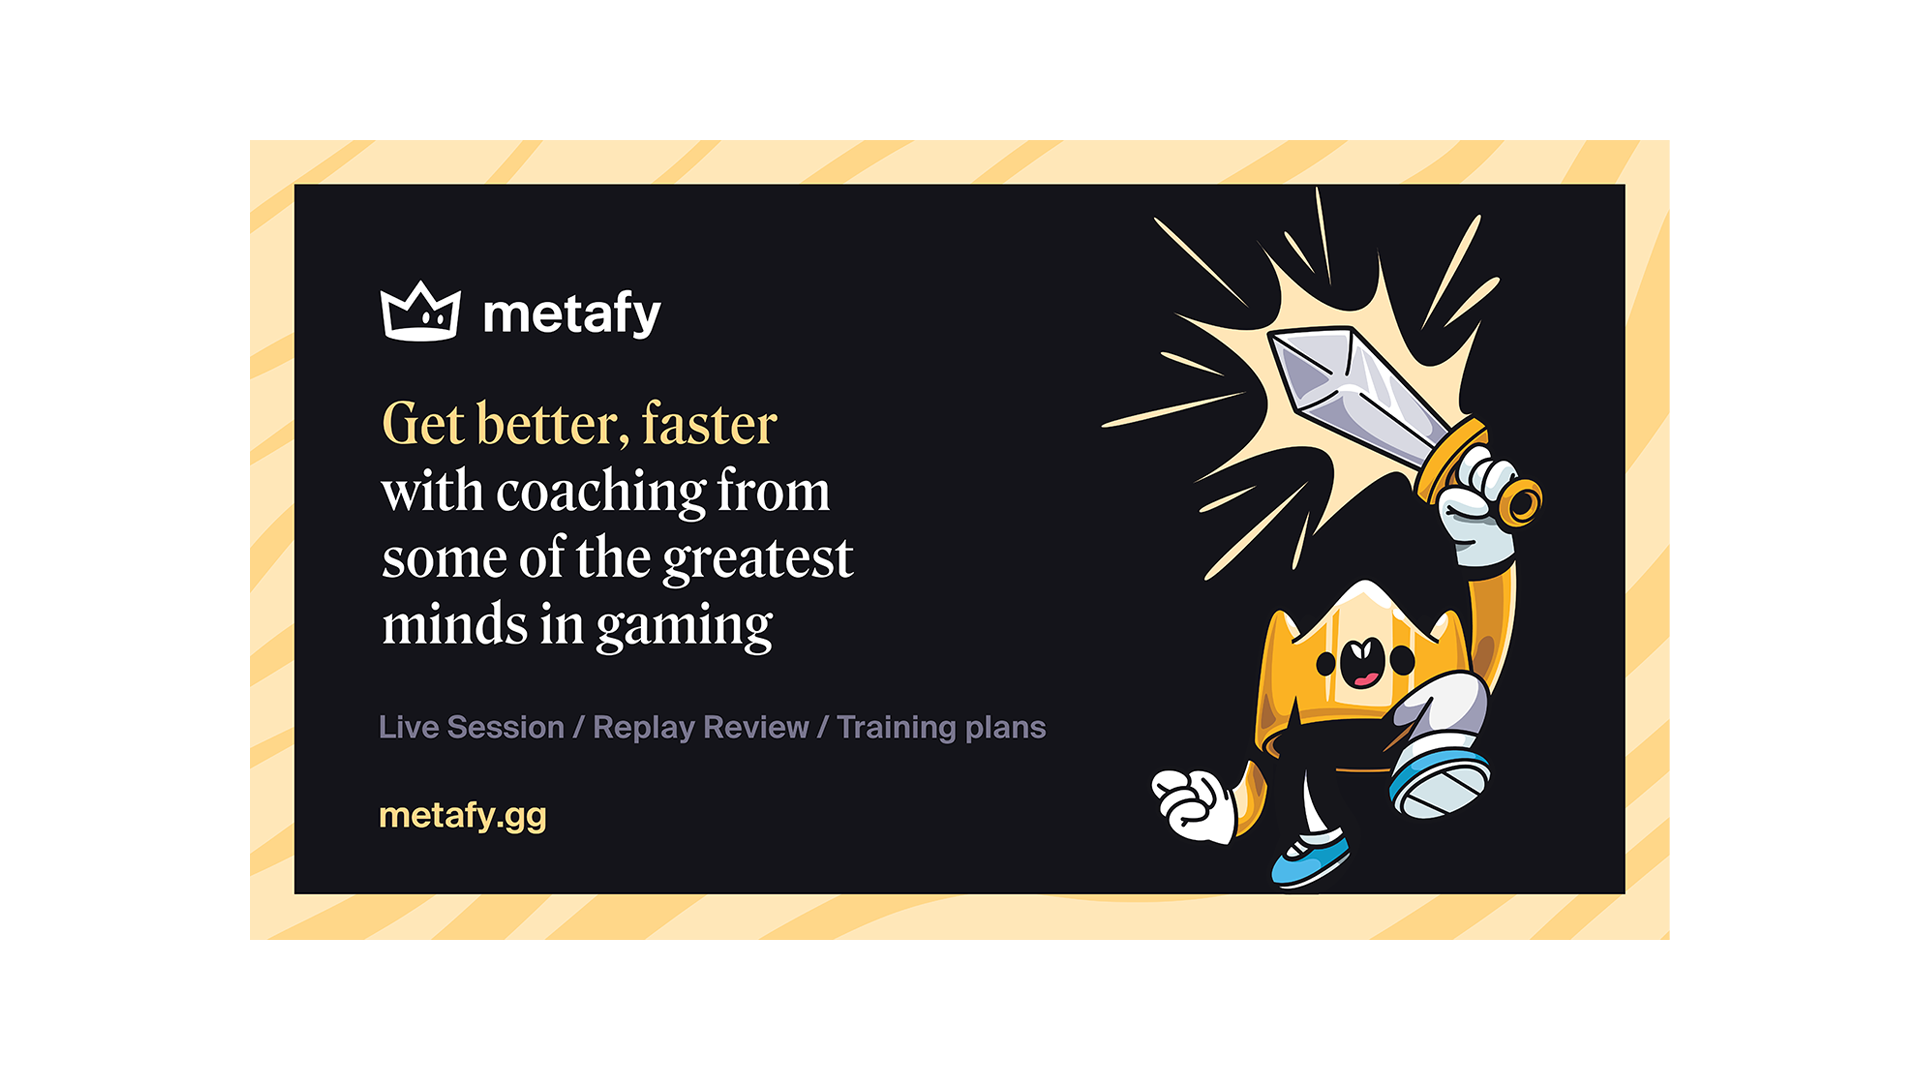 metafy
Get better, faster
with coaching from
some of the greatest
minds in gaming
Live Session / Replay Review / Training plans
metafy.gg